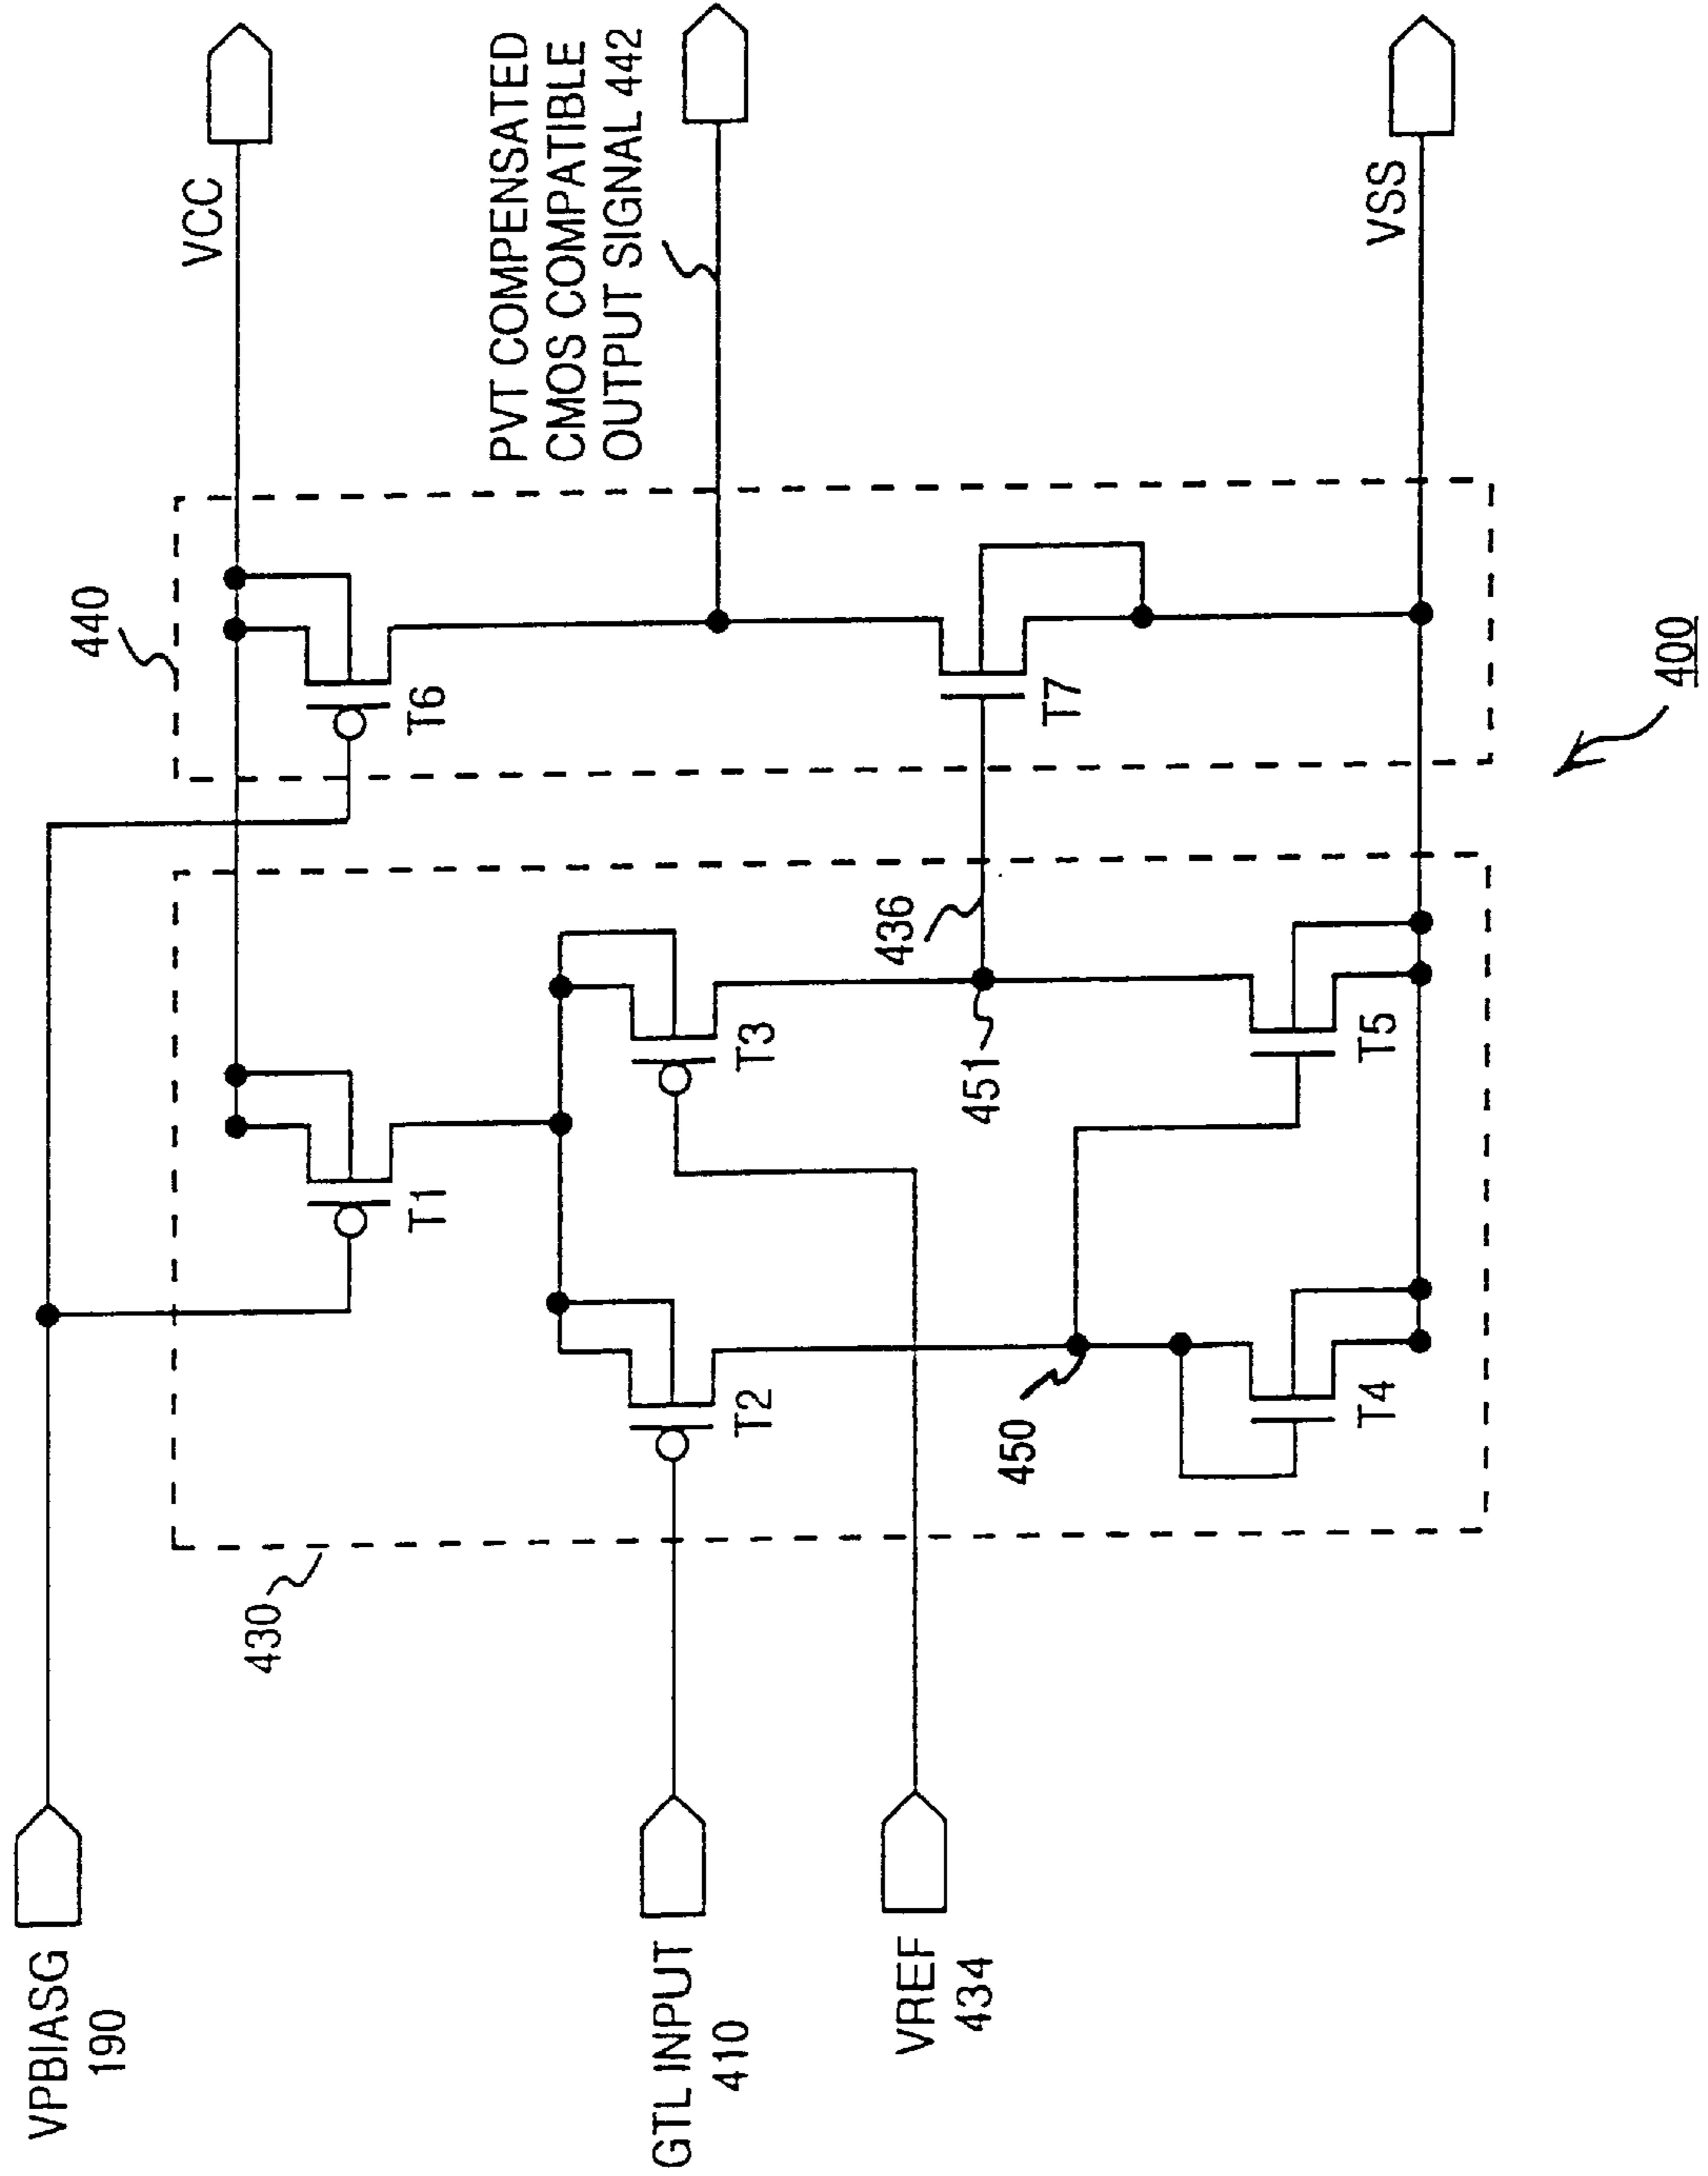 VPBIASG
190
GTL INPUT
410
VREF
434
430
440
VCC
PVT COMPENSATED
CMOS COMPATIBLE
OUTPUT SIGNAL 442
VSS
T1
T2
T3
T4
T5
T6
T7
436
450
451
400